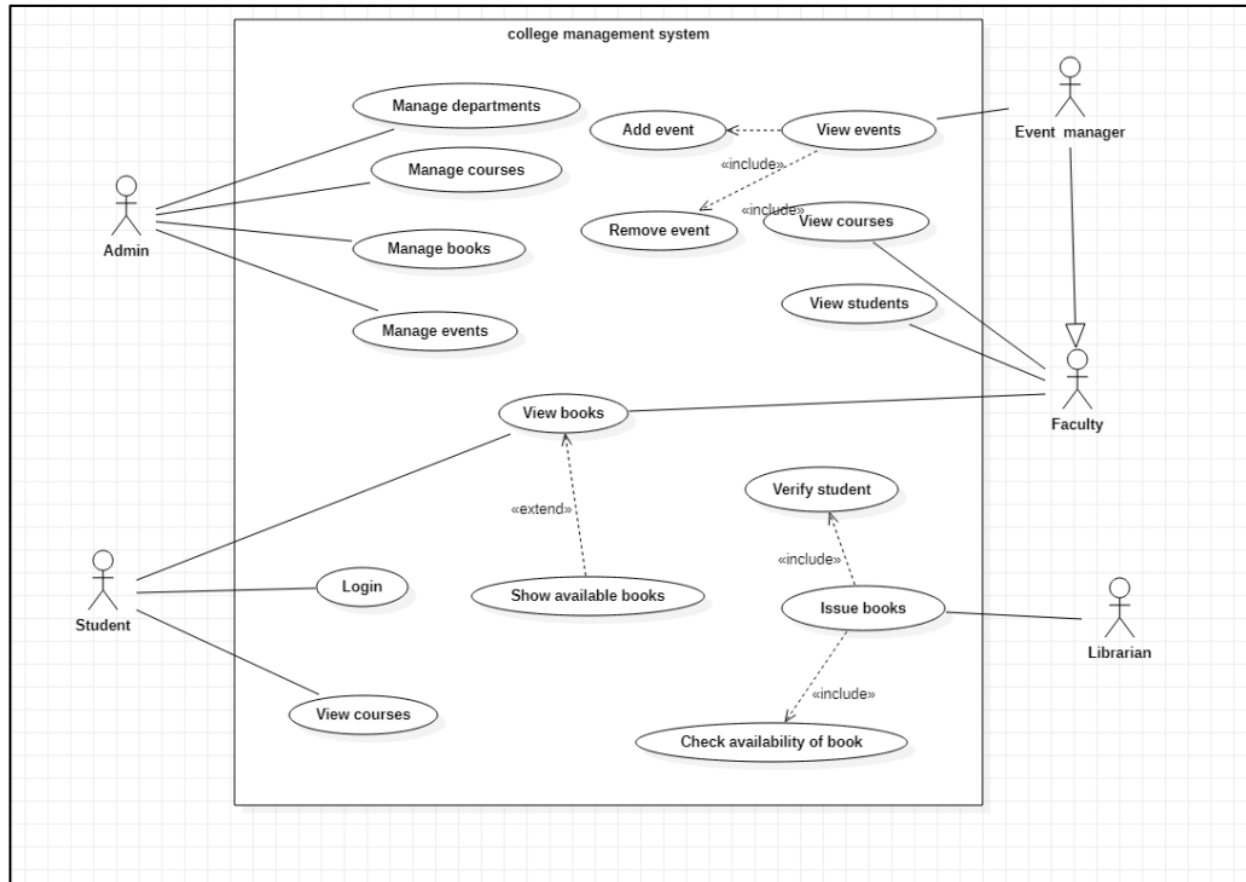 college management system
Manage departments
Add event
View events
Event manager
«include»
Manage courses
«include»
View courses
Admin
Remove event
Manage books
View students
Manage events
View books
Faculty
Verify student
«extend»
«include»
Login
Show available books
Issue books
Student
Librarian
«include»
View courses
Check availability of book